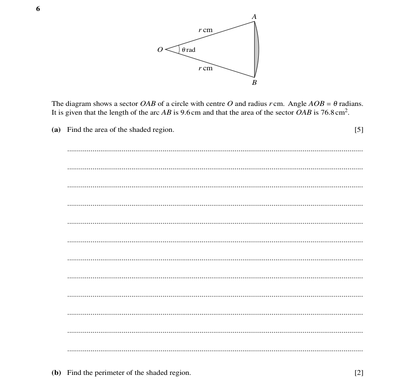 6
A
r cm
O
θ rad
r cm
B
The diagram shows a sector OAB of a circle with centre O and radius r cm. Angle AOB = θ radians.
It is given that the length of the arc AB is 9.6 cm and that the area of the sector OAB is 76.8 cm².
(a) Find the area of the shaded region. [5]
(b) Find the perimeter of the shaded region. [2]